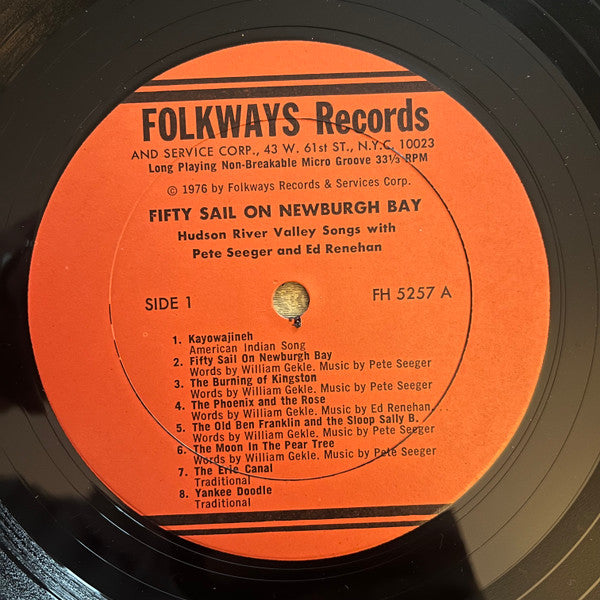 FOLKWAYS Records
AND SERVICE CORP., 43 W. 61st ST., N.Y.C. 10023
Long Playing Non-Breakable Micro Groove 33⅓ RPM
© 1976 by Folkways Records & Services Corp.
FIFTY SAIL ON NEWBURGH BAY
Hudson River Valley Songs with
Pete Seeger and Ed Renehan
SIDE 1 FH 5257 A
1. Kayowajineh
American Indian Song
2. Fifty Sail On Newburgh Bay
Words by William Gekle. Music by Pete Seeger
3. The Burning of Kingston
Words by William Gekle. Music by Pete Seeger
4. The Phoenix and the Rose
Words by William Gekle. Music by Ed Renehan. . .
5. The Old Ben Franklin and the Sloop Sally B.
Words by William Gekle. Music by Pete Seeger
6. The Moon In The Pear Tree
Words by William Gekle. Music by Pete Seeger
7. The Erie Canal
Traditional
8. Yankee Doodle
Traditional